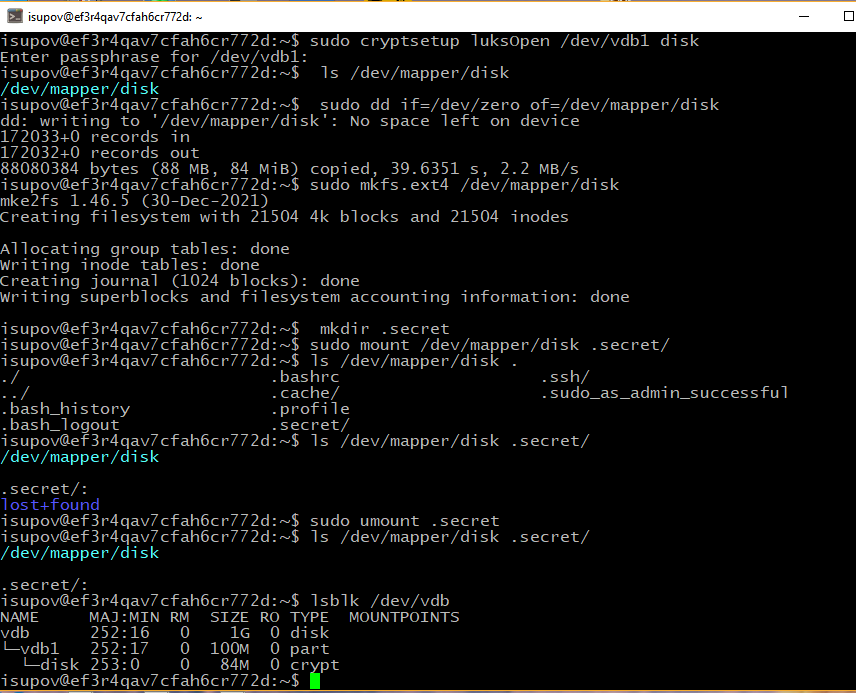 isupov@ef3r4qav7cfah6cr772d: ~
isupov@ef3r4qav7cfah6cr772d:~$ sudo cryptsetup luksOpen /dev/vdb1 disk
Enter passphrase for /dev/vdb1:
isupov@ef3r4qav7cfah6cr772d:~$  ls /dev/mapper/disk
/dev/mapper/disk
isupov@ef3r4qav7cfah6cr772d:~$  sudo dd if=/dev/zero of=/dev/mapper/disk
dd: writing to '/dev/mapper/disk': No space left on device
172033+0 records in
172032+0 records out
88080384 bytes (88 MB, 84 MiB) copied, 39.6351 s, 2.2 MB/s
isupov@ef3r4qav7cfah6cr772d:~$ sudo mkfs.ext4 /dev/mapper/disk
mke2fs 1.46.5 (30-Dec-2021)
Creating filesystem with 21504 4k blocks and 21504 inodes

Allocating group tables: done
Writing inode tables: done
Creating journal (1024 blocks): done
Writing superblocks and filesystem accounting information: done

isupov@ef3r4qav7cfah6cr772d:~$  mkdir .secret
isupov@ef3r4qav7cfah6cr772d:~$ sudo mount /dev/mapper/disk .secret/
isupov@ef3r4qav7cfah6cr772d:~$ ls /dev/mapper/disk .
./                         .bashrc                    .ssh/
../                        .cache/                    .sudo_as_admin_successful
.bash_history              .profile
.bash_logout               .secret/
isupov@ef3r4qav7cfah6cr772d:~$ ls /dev/mapper/disk .secret/
/dev/mapper/disk

.secret/:
lost+found
isupov@ef3r4qav7cfah6cr772d:~$ sudo umount .secret
isupov@ef3r4qav7cfah6cr772d:~$ ls /dev/mapper/disk .secret/
/dev/mapper/disk

.secret/:
isupov@ef3r4qav7cfah6cr772d:~$ lsblk /dev/vdb
NAME     MAJ:MIN RM  SIZE RO TYPE  MOUNTPOINTS
vdb      252:16   0    1G  0 disk
└─vdb1   252:17   0  100M  0 part
  └─disk 253:0    0   84M  0 crypt
isupov@ef3r4qav7cfah6cr772d:~$